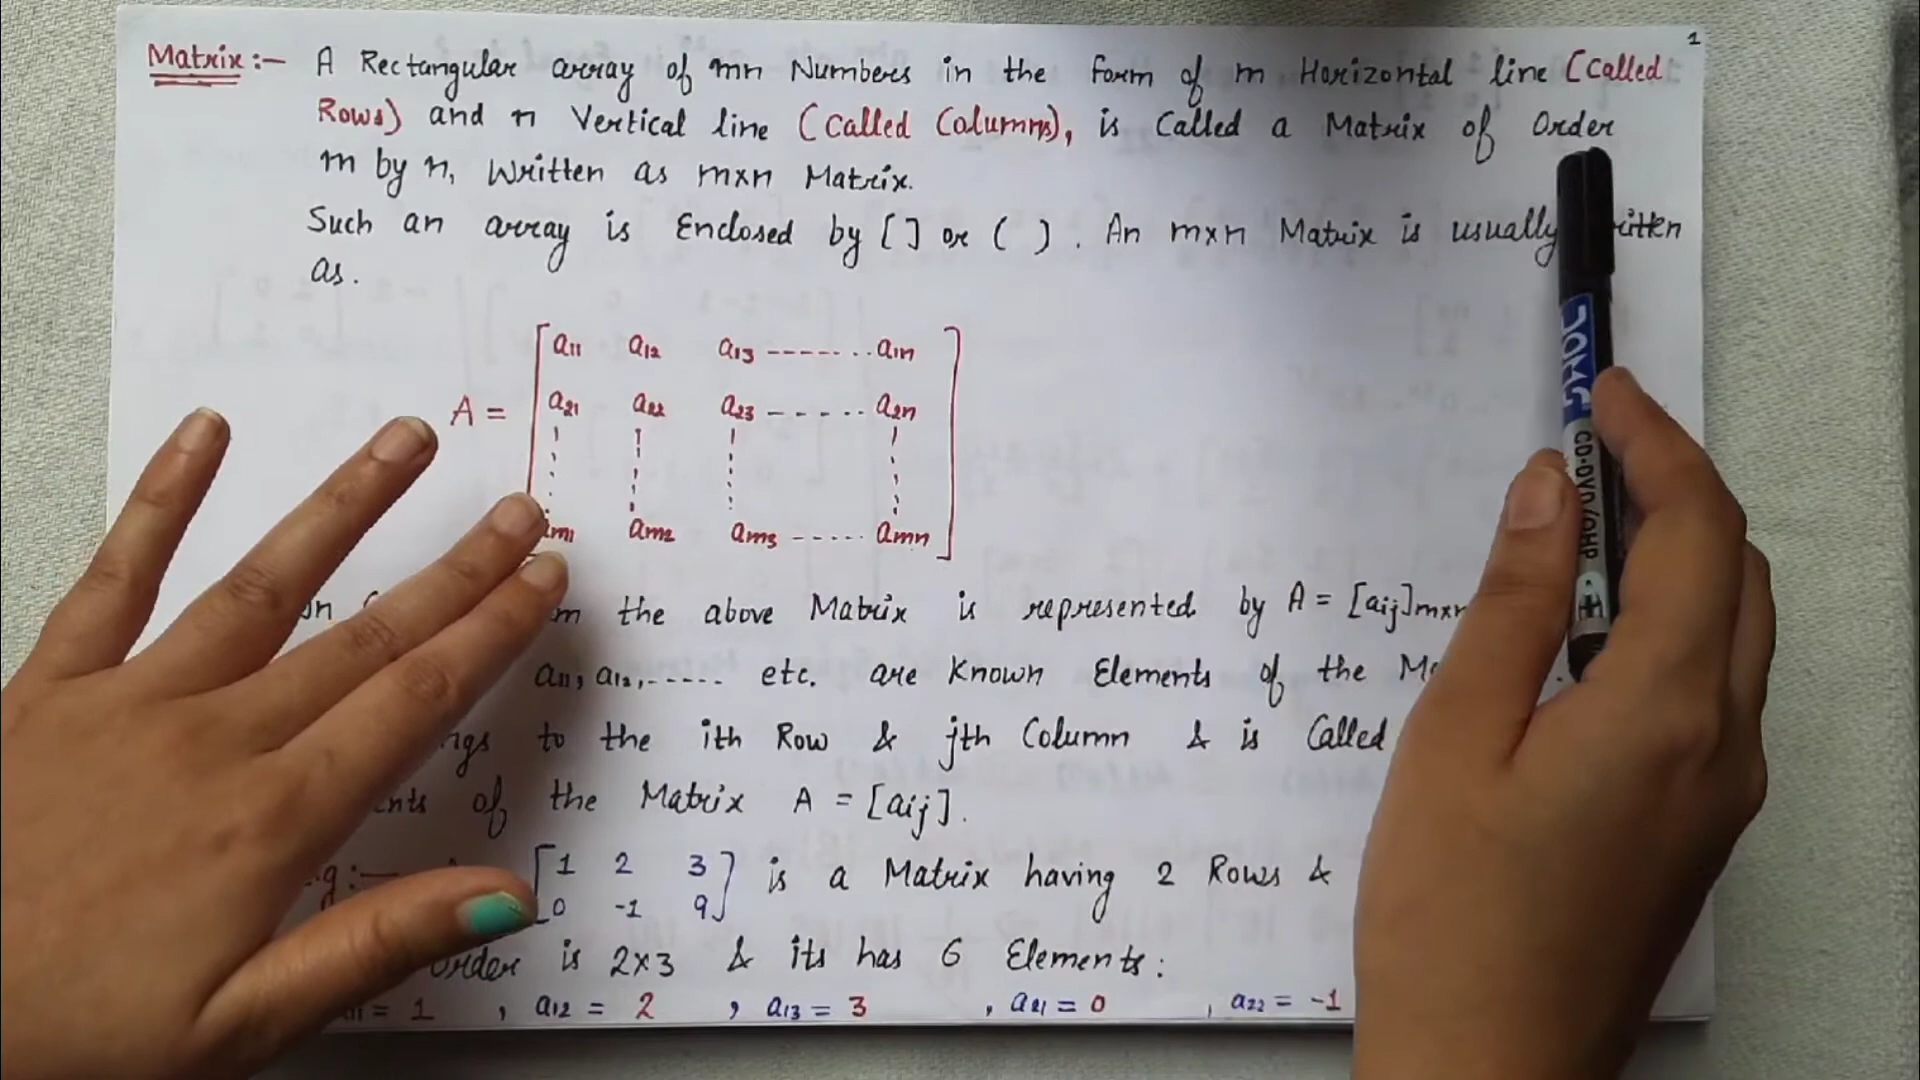 1
Matrix :- A Rectangular array of mn Numbers in the form of m Horizontal line (Called
Rows) and n Vertical line (Called Columns), is Called a Matrix of Order
m by n, Written as m×n Matrix.
Such an array is Enclosed by [ ] or ( ). An m×n Matrix is usually
as.
a11 a12 a13 ------- a1n
A = a21 a22 a23 ----- a2n
am2 am3 ----- amn
the above Matrix is represented by A = [aij]m×n
a11, a12, ----- etc. are Known Elements of the
to the ith Row & jth Column & is Called
of the Matrix A = [aij].
[1 2 3] is a Matrix having 2 Rows &
[0 -1 9]
Order is 2×3 & its has 6 Elements:
= 1 , a12 = 2 , a13 = 3 , a21 = 0 , a22 = -1
DOMS
CD-DVD/OHP